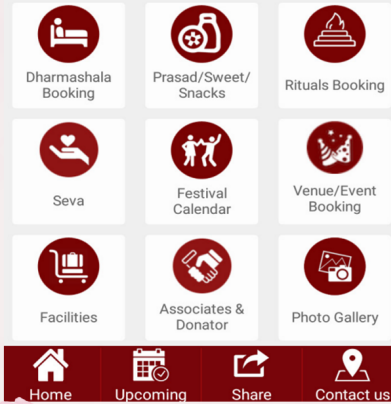 Dharmashala
Booking
Prasad/Sweet/
Snacks
Rituals Booking
Seva
Festival
Calendar
Venue/Event
Booking
Facilities
Associates &
Donator
Photo Gallery
Home
Upcoming
Share
Contact us